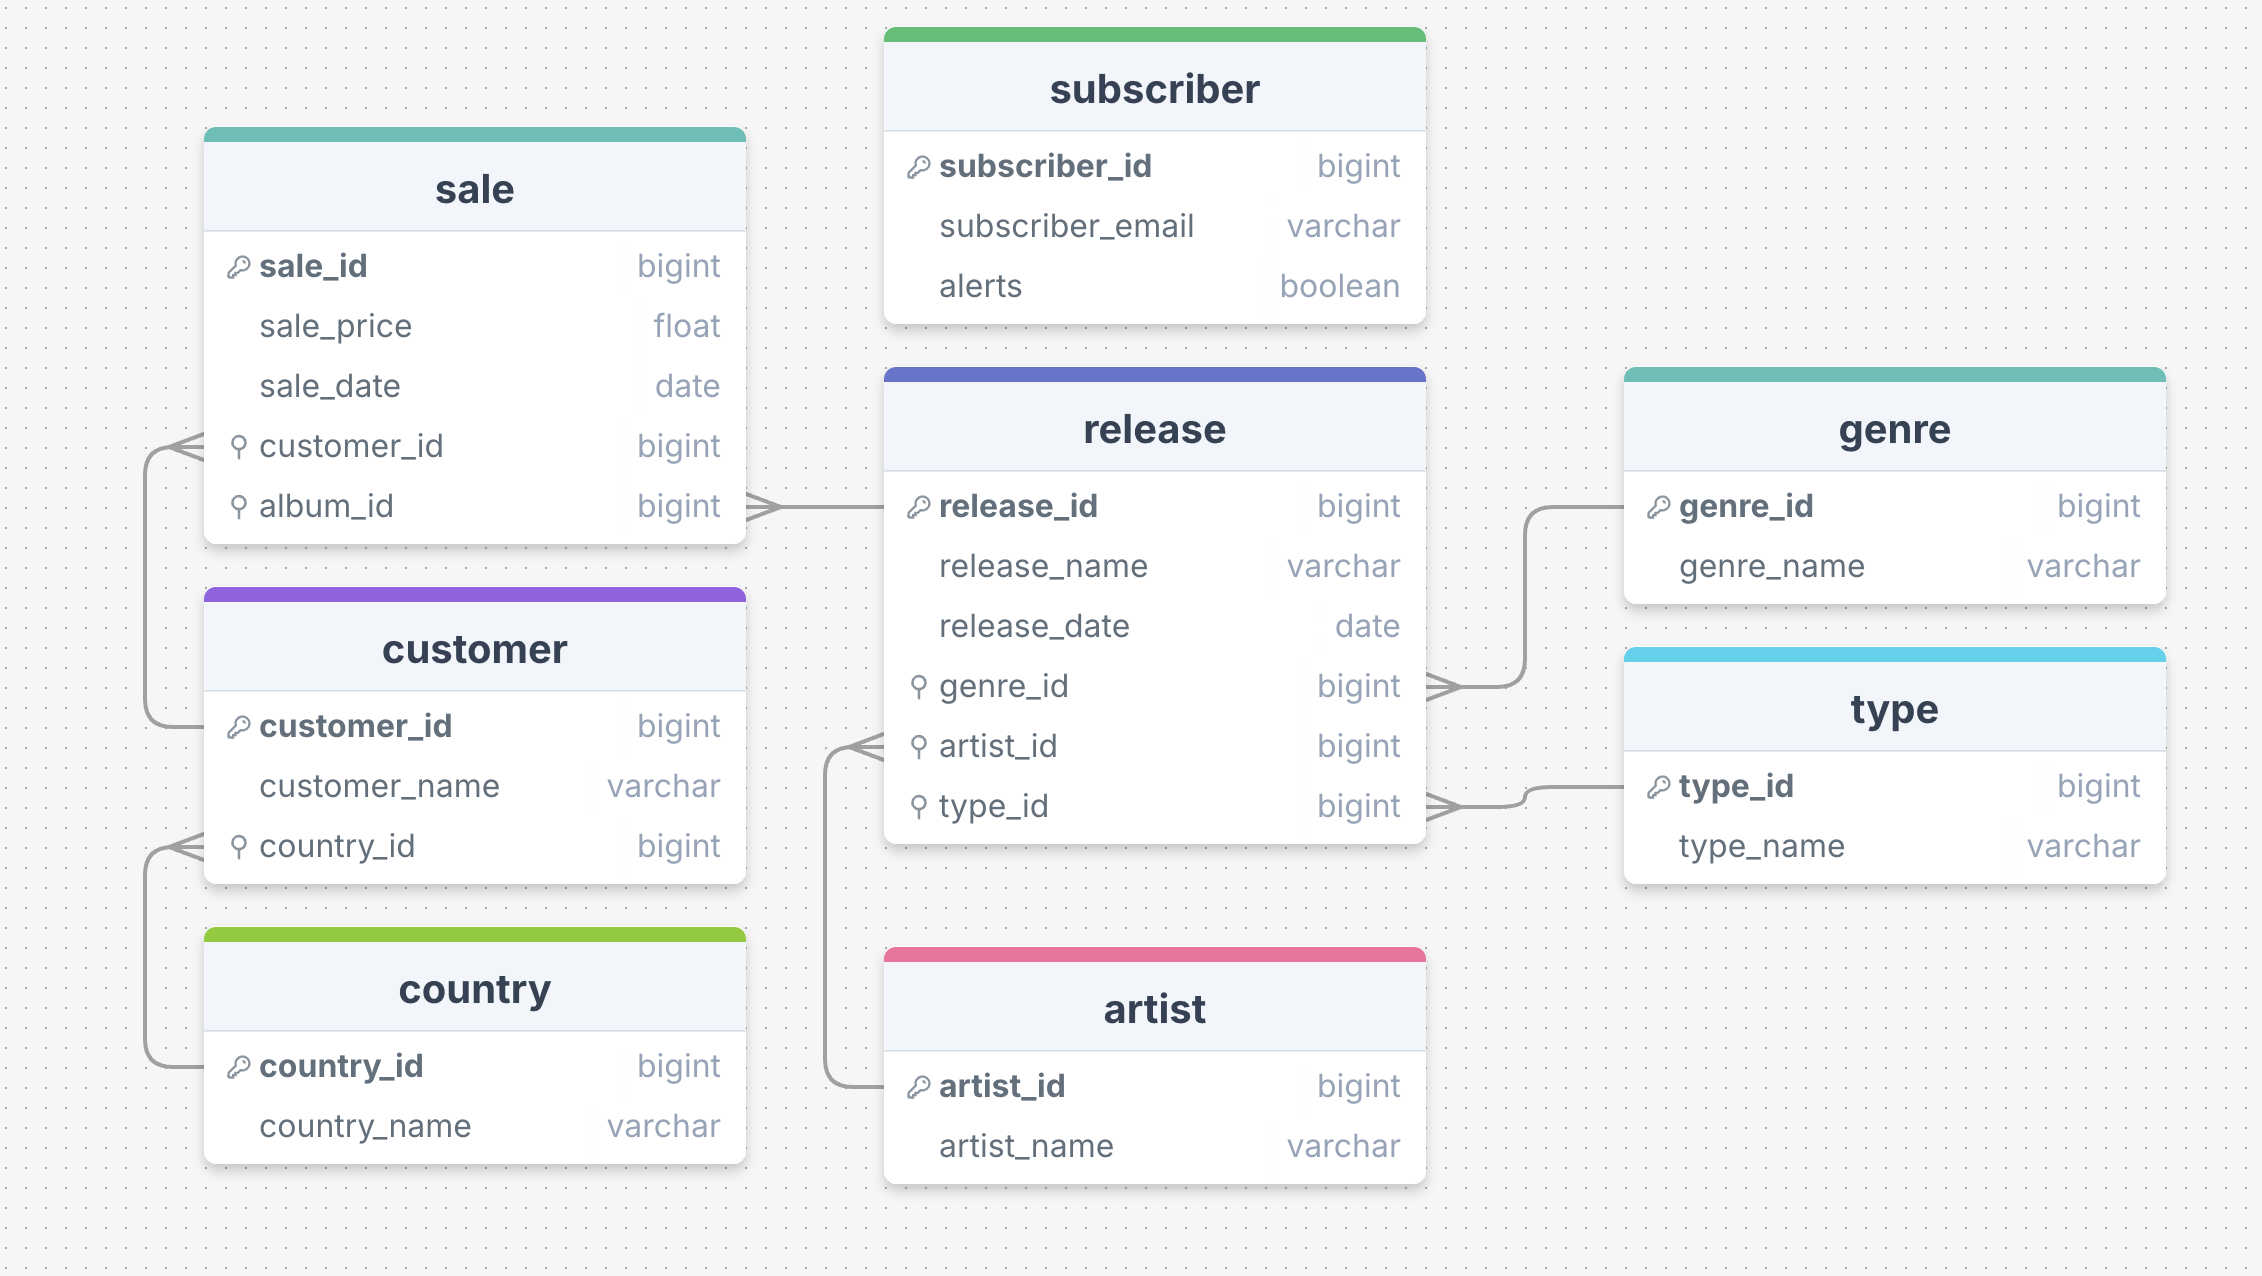 subscriber
subscriber_id bigint
subscriber_email varchar
alerts boolean
sale
sale_id bigint
sale_price float
sale_date date
customer_id bigint
album_id bigint
release
release_id bigint
release_name varchar
release_date date
genre_id bigint
artist_id bigint
type_id bigint
genre
genre_id bigint
genre_name varchar
customer
customer_id bigint
customer_name varchar
country_id bigint
type
type_id bigint
type_name varchar
country
country_id bigint
country_name varchar
artist
artist_id bigint
artist_name varchar